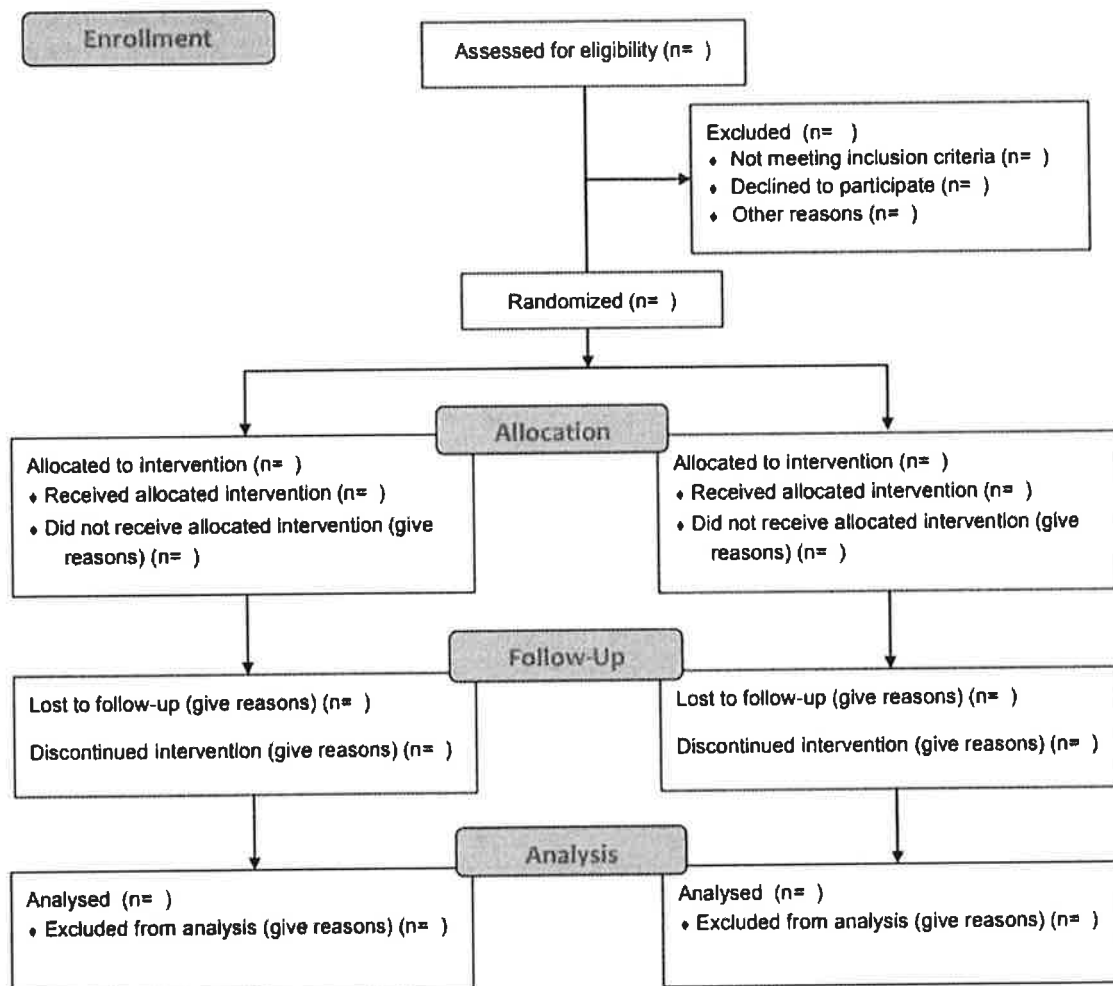 Enrollment
Assessed for eligibility (n= )
Excluded (n= )
♦ Not meeting inclusion criteria (n= )
♦ Declined to participate (n= )
♦ Other reasons (n= )
Randomized (n= )
Allocation
Allocated to intervention (n= )
♦ Received allocated intervention (n= )
♦ Did not receive allocated intervention (give
reasons) (n= )
Allocated to intervention (n= )
♦ Received allocated intervention (n= )
♦ Did not receive allocated intervention (give
reasons) (n= )
Follow-Up
Lost to follow-up (give reasons) (n= )
Discontinued intervention (give reasons) (n= )
Lost to follow-up (give reasons) (n= )
Discontinued intervention (give reasons) (n= )
Analysis
Analysed (n= )
♦ Excluded from analysis (give reasons) (n= )
Analysed (n= )
♦ Excluded from analysis (give reasons) (n= )